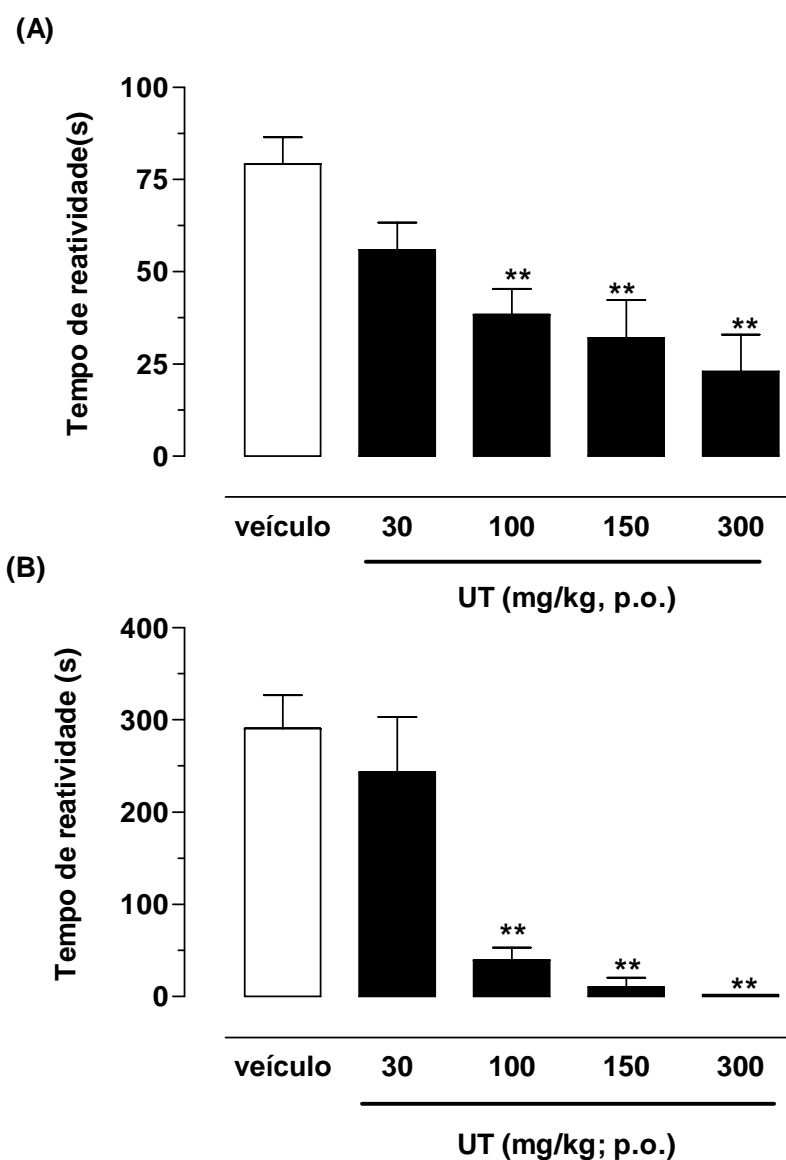 (A)
Tempo de reatividade(s)
100
75
50
25
0
** ** **
veículo 30 100 150 300
UT (mg/kg, p.o.)
(B)
Tempo de reatividade (s)
400
300
200
100
0
** ** **
veículo 30 100 150 300
UT (mg/kg; p.o.)